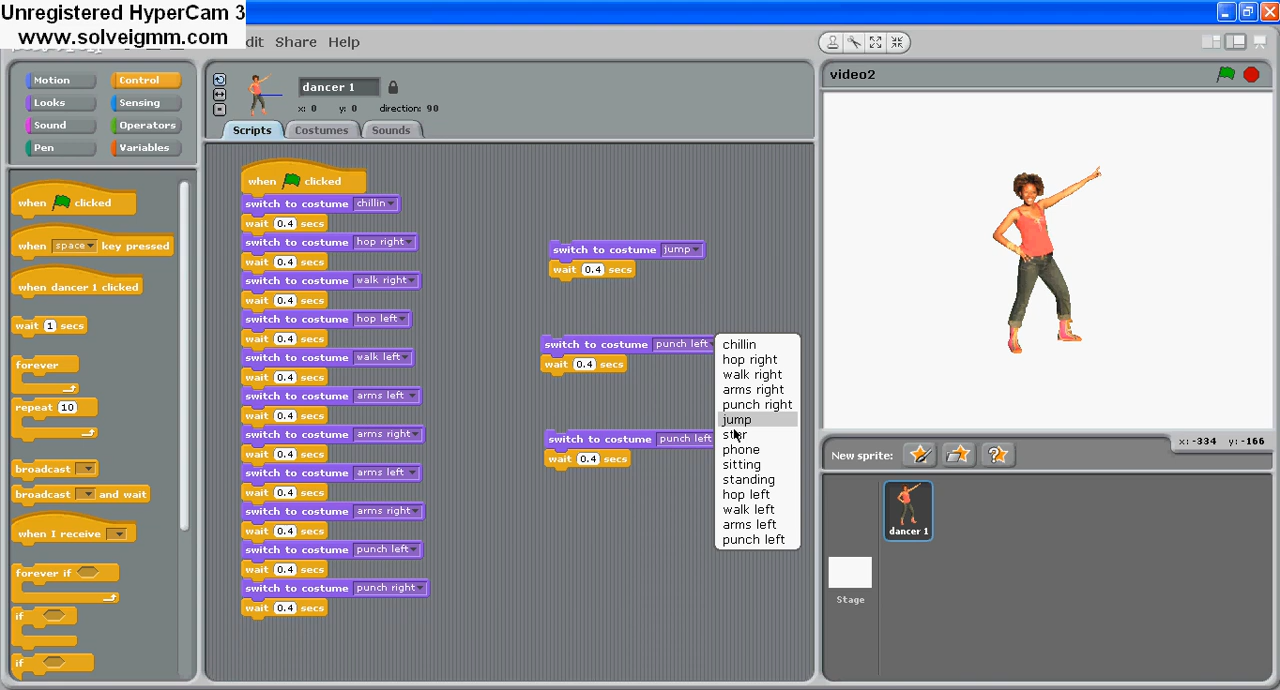 Unregistered HyperCam 3
www.solveigmm.com
dit Share Help
Motion Control
Looks Sensing
Sound Operators
Pen Variables
when clicked
when space key pressed
when dancer 1 clicked
wait 1 secs
forever
repeat 10
broadcast
broadcast and wait
when I receive
forever if
if
if
dancer 1
x: 0 y: 0 direction: 90
Scripts Costumes Sounds
when clicked
switch to costume chillin
wait 0.4 secs
switch to costume hop right
wait 0.4 secs
switch to costume walk right
wait 0.4 secs
switch to costume hop left
wait 0.4 secs
switch to costume walk left
wait 0.4 secs
switch to costume arms left
wait 0.4 secs
switch to costume arms right
wait 0.4 secs
switch to costume arms left
wait 0.4 secs
switch to costume arms right
wait 0.4 secs
switch to costume punch left
wait 0.4 secs
switch to costume punch right
wait 0.4 secs
switch to costume jump
wait 0.4 secs
switch to costume punch left
wait 0.4 secs
switch to costume punch left
wait 0.4 secs
chillin
hop right
walk right
arms right
punch right
jump
star
phone
sitting
standing
hop left
walk left
arms left
punch left
video2
x: -334 y: -166
New sprite:
dancer 1
Stage